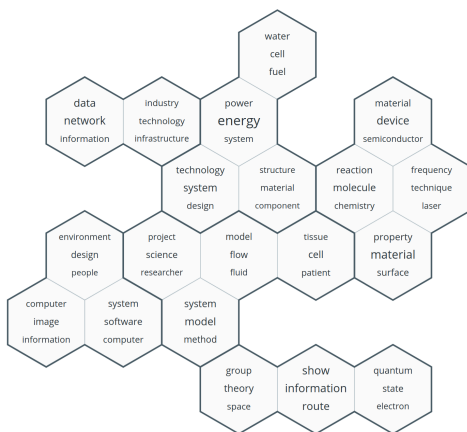 water
cell
fuel
data
network
information
industry
technology
infrastructure
power
energy
system
material
device
semiconductor
technology
system
design
structure
material
component
reaction
molecule
chemistry
frequency
technique
laser
environment
design
people
project
science
researcher
model
flow
fluid
tissue
cell
patient
property
material
surface
computer
image
information
system
software
computer
system
model
method
group
theory
space
show
information
route
quantum
state
electron